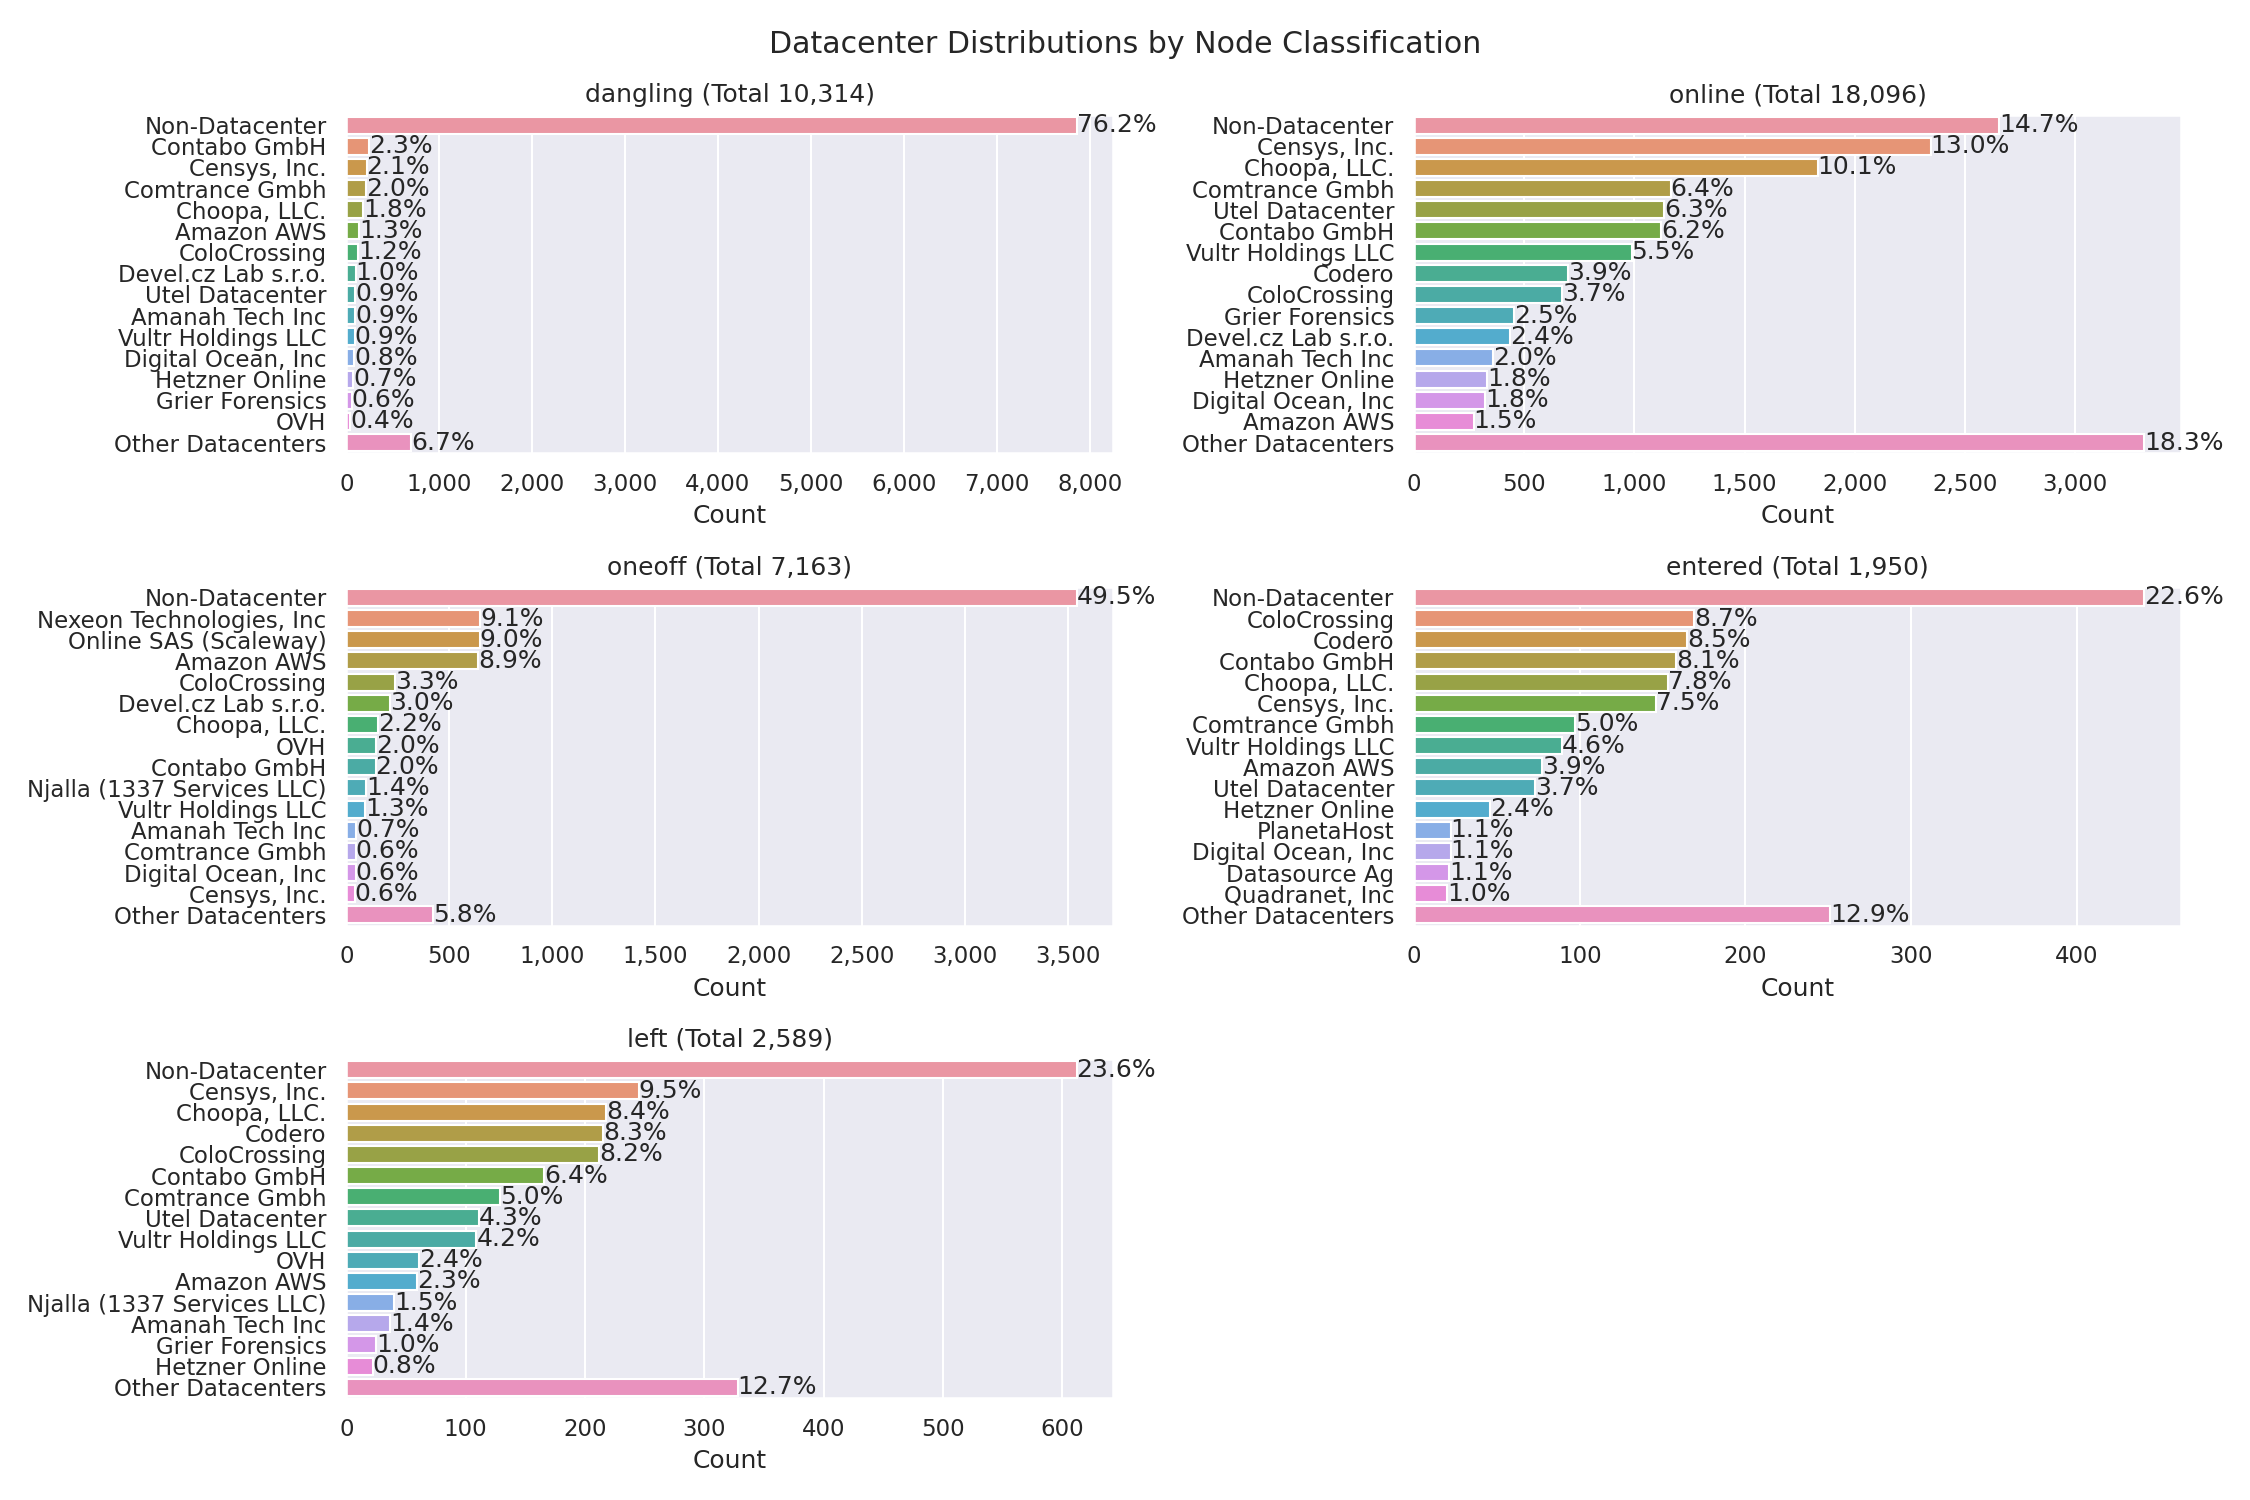 Datacenter Distributions by Node Classification
dangling (Total 10,314)
Non-Datacenter 76.2%
Contabo GmbH 2.3%
Censys, Inc. 2.1%
Comtrance Gmbh 2.0%
Choopa, LLC. 1.8%
Amazon AWS 1.3%
ColoCrossing 1.2%
Devel.cz Lab s.r.o. 1.0%
Utel Datacenter 0.9%
Amanah Tech Inc 0.9%
Vultr Holdings LLC 0.9%
Digital Ocean, Inc 0.8%
Hetzner Online 0.7%
Grier Forensics 0.6%
OVH 0.4%
Other Datacenters 6.7%
0 1,000 2,000 3,000 4,000 5,000 6,000 7,000 8,000
Count
online (Total 18,096)
Non-Datacenter 14.7%
Censys, Inc. 13.0%
Choopa, LLC. 10.1%
Comtrance Gmbh 6.4%
Utel Datacenter 6.3%
Contabo GmbH 6.2%
Vultr Holdings LLC 5.5%
Codero 3.9%
ColoCrossing 3.7%
Grier Forensics 2.5%
Devel.cz Lab s.r.o. 2.4%
Amanah Tech Inc 2.0%
Hetzner Online 1.8%
Digital Ocean, Inc 1.8%
Amazon AWS 1.5%
Other Datacenters 18.3%
0 500 1,000 1,500 2,000 2,500 3,000
Count
oneoff (Total 7,163)
Non-Datacenter 49.5%
Nexeon Technologies, Inc 9.1%
Online SAS (Scaleway) 9.0%
Amazon AWS 8.9%
ColoCrossing 3.3%
Devel.cz Lab s.r.o. 3.0%
Choopa, LLC. 2.2%
OVH 2.0%
Contabo GmbH 2.0%
Njalla (1337 Services LLC) 1.4%
Vultr Holdings LLC 1.3%
Amanah Tech Inc 0.7%
Comtrance Gmbh 0.6%
Digital Ocean, Inc 0.6%
Censys, Inc. 0.6%
Other Datacenters 5.8%
0 500 1,000 1,500 2,000 2,500 3,000 3,500
Count
entered (Total 1,950)
Non-Datacenter 22.6%
ColoCrossing 8.7%
Codero 8.5%
Contabo GmbH 8.1%
Choopa, LLC. 7.8%
Censys, Inc. 7.5%
Comtrance Gmbh 5.0%
Vultr Holdings LLC 4.6%
Amazon AWS 3.9%
Utel Datacenter 3.7%
Hetzner Online 2.4%
PlanetaHost 1.1%
Digital Ocean, Inc 1.1%
Datasource Ag 1.1%
Quadranet, Inc 1.0%
Other Datacenters 12.9%
0 100 200 300 400
Count
left (Total 2,589)
Non-Datacenter 23.6%
Censys, Inc. 9.5%
Choopa, LLC. 8.4%
Codero 8.3%
ColoCrossing 8.2%
Contabo GmbH 6.4%
Comtrance Gmbh 5.0%
Utel Datacenter 4.3%
Vultr Holdings LLC 4.2%
OVH 2.4%
Amazon AWS 2.3%
Njalla (1337 Services LLC) 1.5%
Amanah Tech Inc 1.4%
Grier Forensics 1.0%
Hetzner Online 0.8%
Other Datacenters 12.7%
0 100 200 300 400 500 600
Count